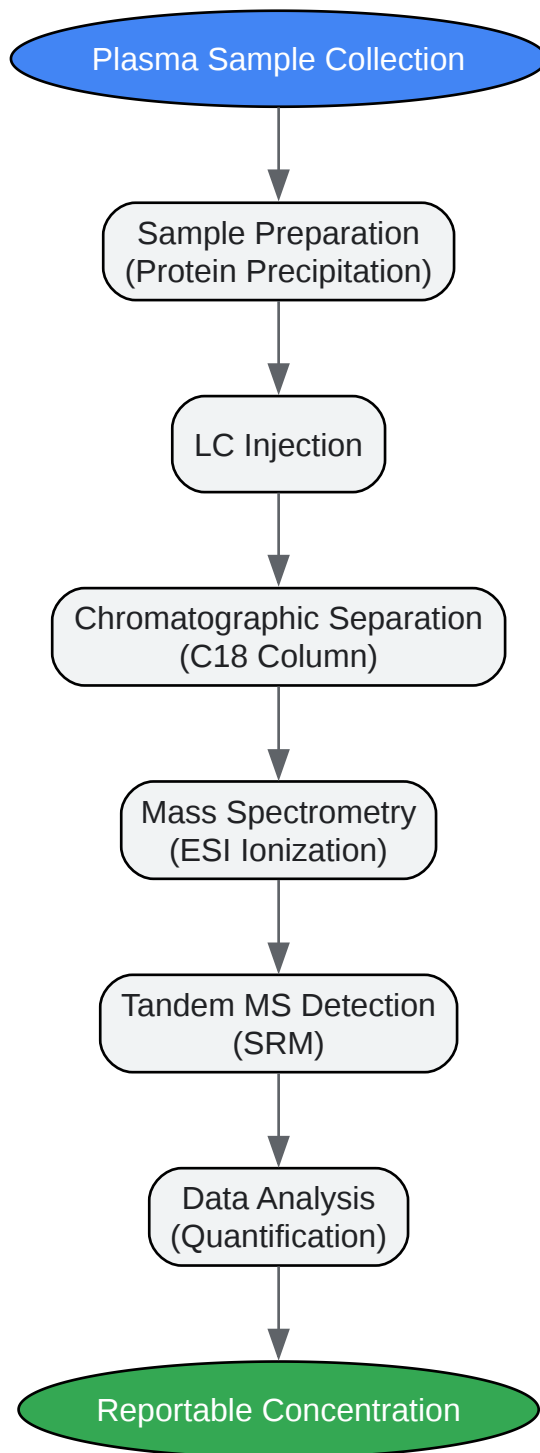 Plasma Sample Collection
Sample Preparation
(Protein Precipitation)
LC Injection
Chromatographic Separation
(C18 Column)
Mass Spectrometry
(ESI Ionization)
Tandem MS Detection
(SRM)
Data Analysis
(Quantification)
Reportable Concentration